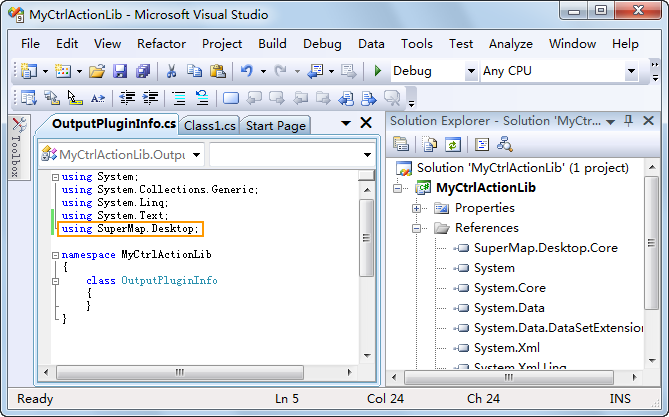 MyCtrlActionLib - Microsoft Visual Studio
File Edit View Refactor Project Build Debug Data Tools Test Analyze Window Help
Debug Any CPU
Toolbox
OutputPluginInfo.cs Class1.cs Start Page
MyCtrlActionLib.Outpu
using System;
using System.Collections.Generic;
using System.Linq;
using System.Text;
using SuperMap.Desktop;
namespace MyCtrlActionLib
{
class OutputPluginInfo
{
}
}
Solution Explorer - Solution 'MyCtr...
Solution 'MyCtrlActionLib' (1 project)
MyCtrlActionLib
Properties
References
SuperMap.Desktop.Core
System
System.Core
System.Data
System.Data.DataSetExtension
System.Xml
System.Xml.Linq
Ready Ln 5 Col 24 Ch 24 INS